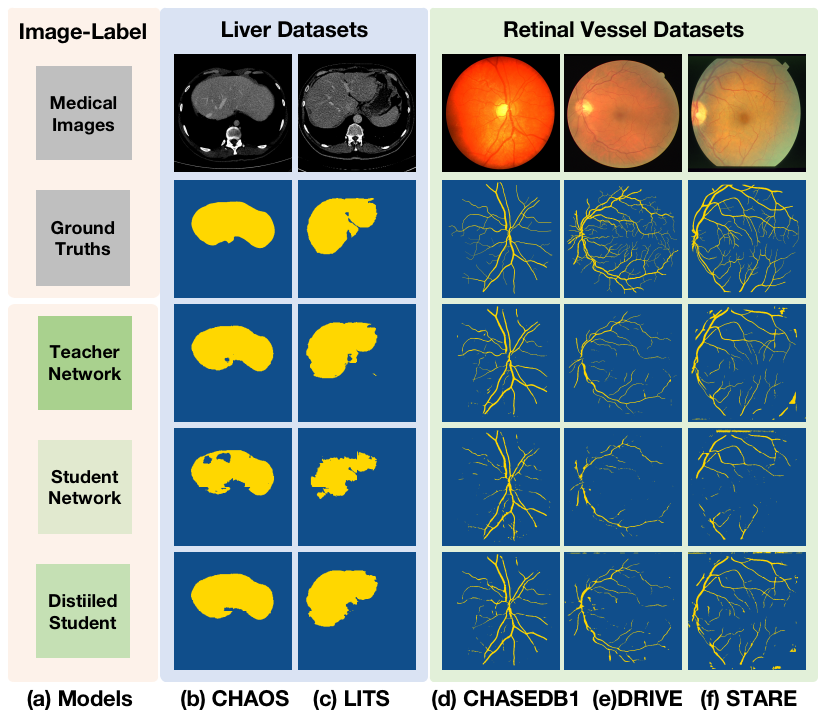 Image-Label
Liver Datasets
Retinal Vessel Datasets
Medical
Images
Ground
Truths
Teacher
Network
Student
Network
Distiiled
Student
(a) Models
(b) CHAOS
(c) LITS
(d) CHASEDB1
(e)DRIVE
(f) STARE